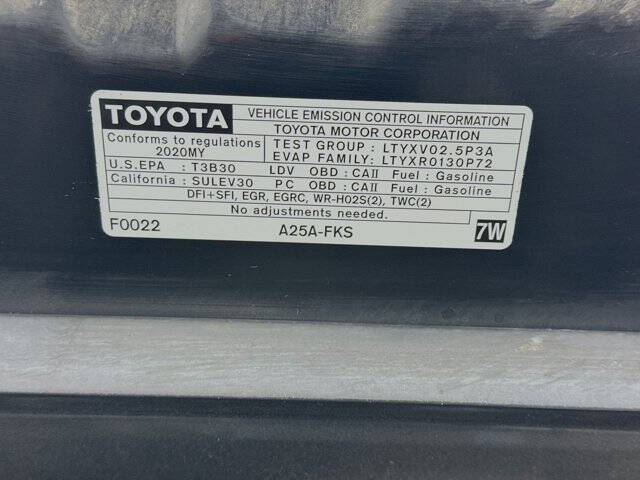 TOYOTA VEHICLE EMISSION CONTROL INFORMATION
TOYOTA MOTOR CORPORATION
Conforms to regulations
2020MY
TEST GROUP : LTYXV02.5P3A
EVAP FAMILY: LTYXR0130P72
U.S.EPA : T3B30 LDV OBD : CAII Fuel : Gasoline
California : SULEV30 PC OBD : CAII Fuel : Gasoline
DFI+SFI, EGR, EGRC, WR-HO2S(2), TWC(2)
No adjustments needed.
F0022 A25A-FKS 7W